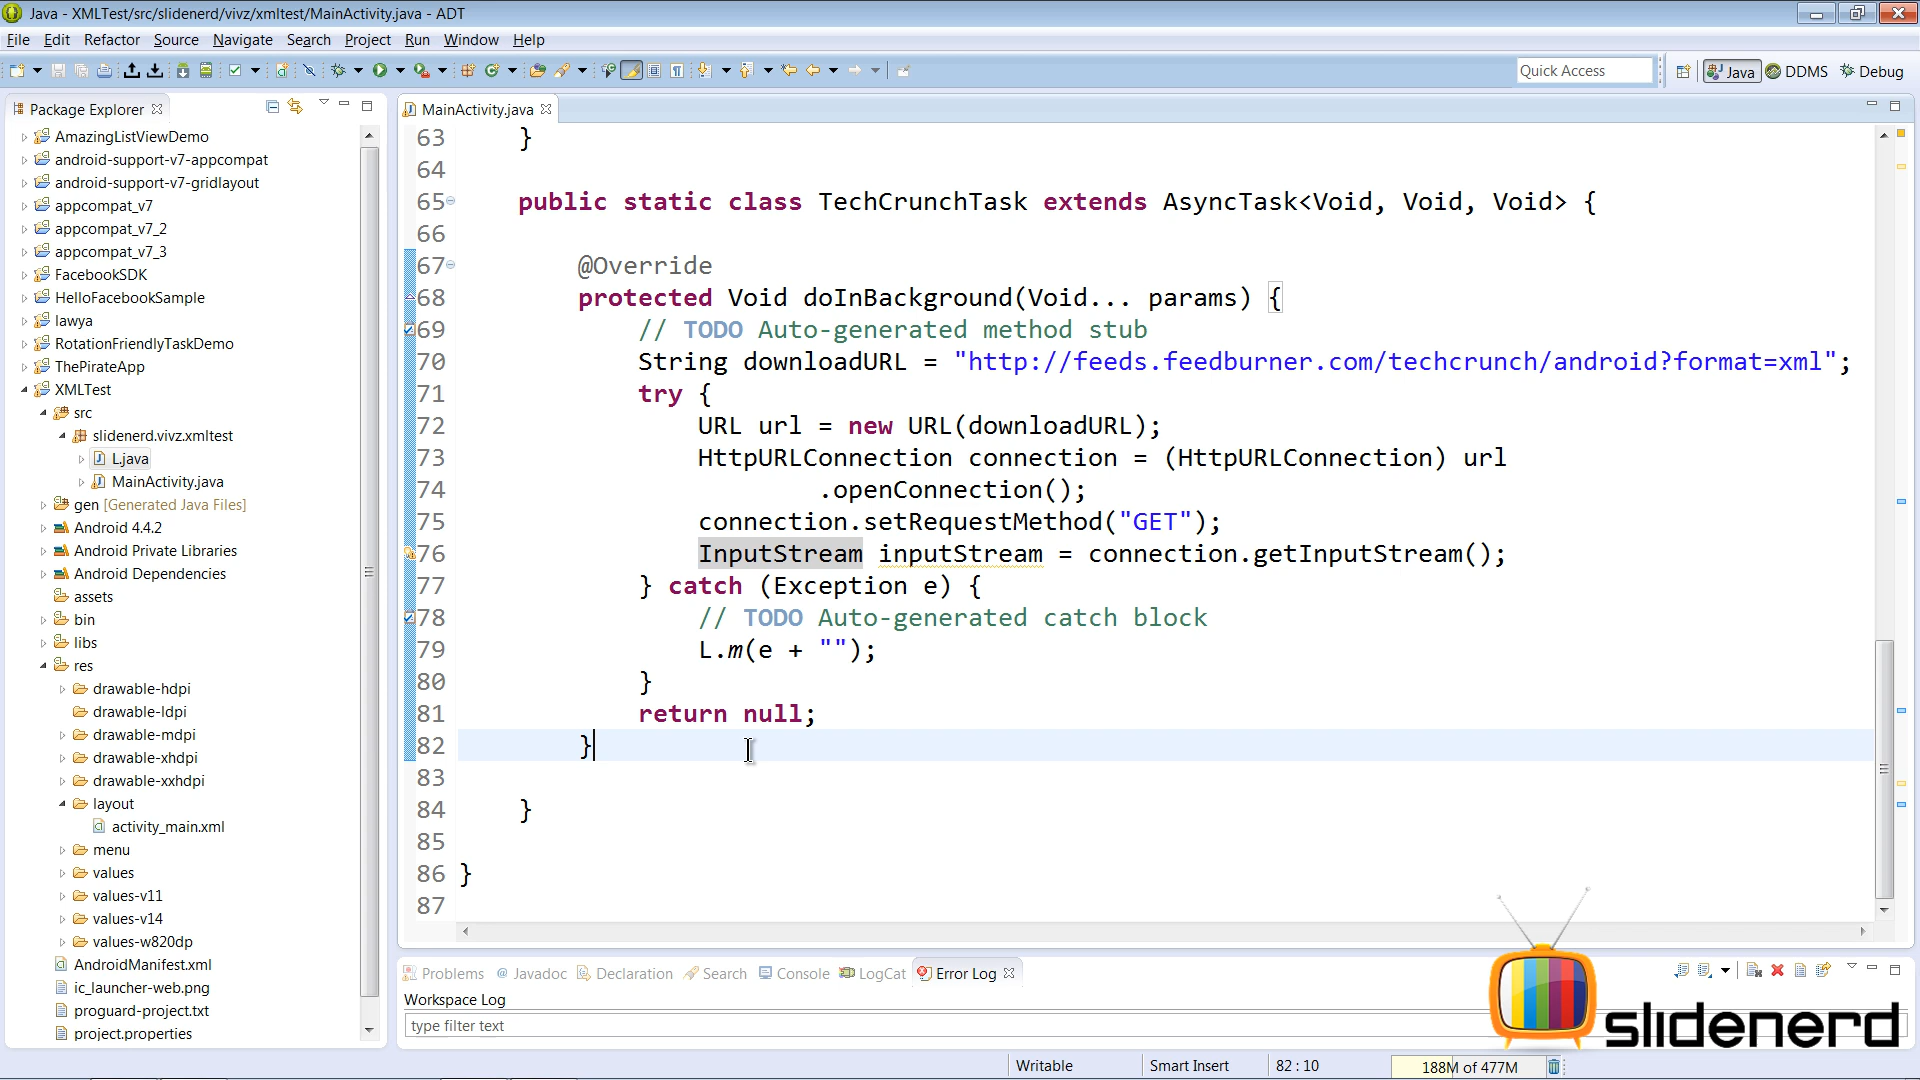 Java - XMLTest/src/slidenerd/vivz/xmltest/MainActivity.java - ADT
File Edit Refactor Source Navigate Search Project Run Window Help
Quick Access
Java
DDMS
Debug
Package Explorer
AmazingListViewDemo
android-support-v7-appcompat
android-support-v7-gridlayout
appcompat_v7
appcompat_v7_2
appcompat_v7_3
FacebookSDK
HelloFacebookSample
lawya
RotationFriendlyTaskDemo
ThePirateApp
XMLTest
src
slidenerd.vivz.xmltest
L.java
MainActivity.java
gen [Generated Java Files]
Android 4.4.2
Android Private Libraries
Android Dependencies
assets
bin
libs
res
drawable-hdpi
drawable-ldpi
drawable-mdpi
drawable-xhdpi
drawable-xxhdpi
layout
activity_main.xml
menu
values
values-v11
values-v14
values-w820dp
AndroidManifest.xml
ic_launcher-web.png
proguard-project.txt
project.properties
MainActivity.java
63 }
64
65 public static class TechCrunchTask extends AsyncTask<Void, Void, Void> {
66
67 @Override
68 protected Void doInBackground(Void... params) {
69 // TODO Auto-generated method stub
70 String downloadURL = "http://feeds.feedburner.com/techcrunch/android?format=xml";
71 try {
72 URL url = new URL(downloadURL);
73 HttpURLConnection connection = (HttpURLConnection) url
74 .openConnection();
75 connection.setRequestMethod("GET");
76 InputStream inputStream = connection.getInputStream();
77 } catch (Exception e) {
78 // TODO Auto-generated catch block
79 L.m(e + "");
80 }
81 return null;
82 }
83
84 }
85
86 }
87
Problems @ Javadoc Declaration Search Console LogCat Error Log
Workspace Log
type filter text
slidenerd
Writable Smart Insert 82 : 10 188M of 477M